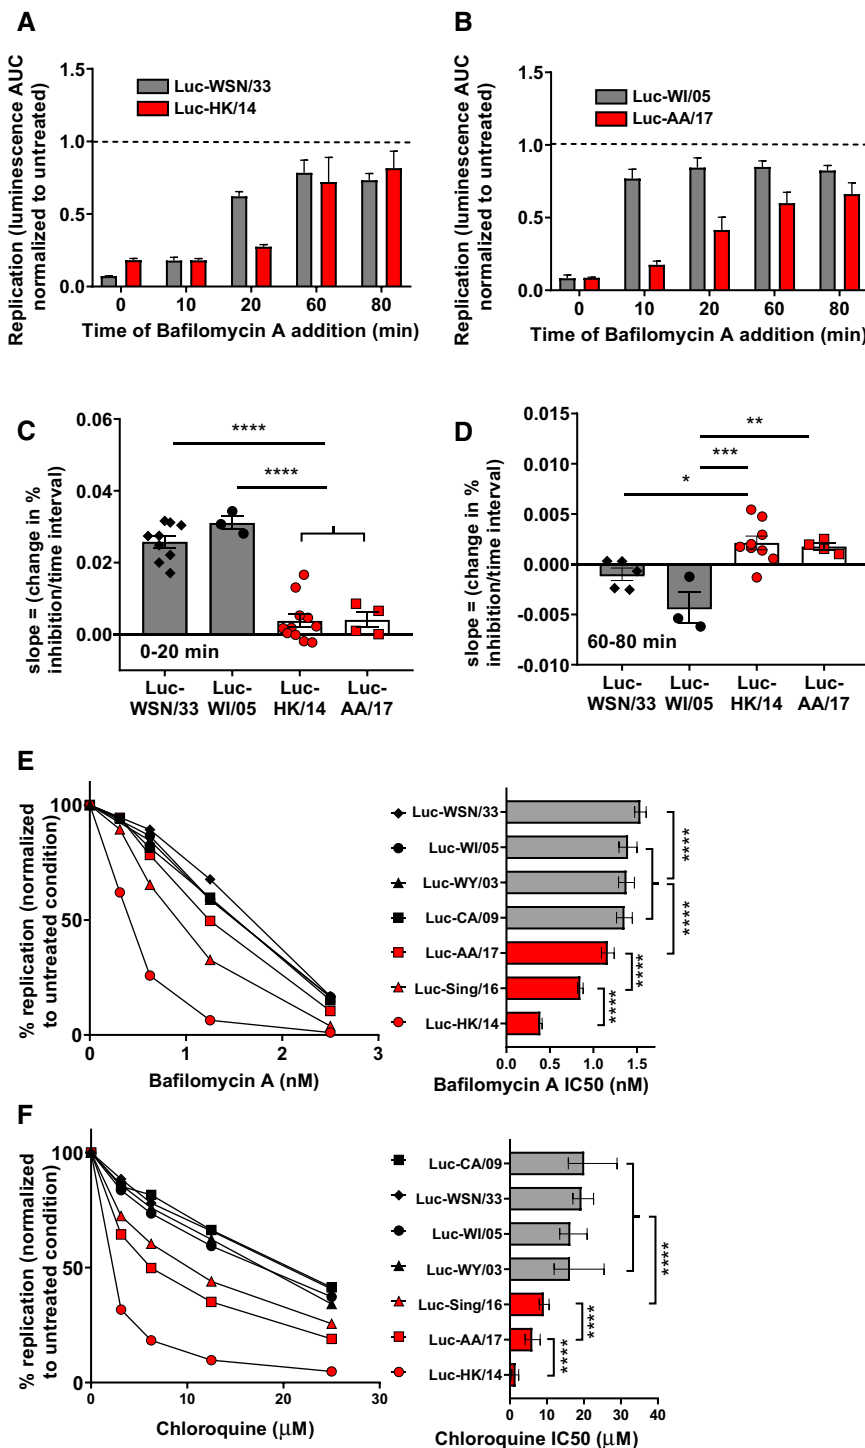 A
Replication (luminescence AUC
normalized to untreated)
1.5
1.0
0.5
0.0
Luc-WSN/33
Luc-HK/14
0 10 20 60 80
Time of Bafilomycin A addition (min)
B
Replication (luminescence AUC
normalized to untreated)
1.5
1.0
0.5
0.0
Luc-WI/05
Luc-AA/17
0 10 20 60 80
Time of Bafilomycin A addition (min)
C
slope = (change in %
inhibition/time interval)
0.06
0.04
0.02
0.00
****
****
0-20 min
Luc- Luc- Luc- Luc-
WSN/33 WI/05 HK/14 AA/17
D
slope = (change in %
inhibition/time interval)
0.015
0.010
0.005
0.000
-0.005
-0.010
**
***
*
60-80 min
Luc- Luc- Luc- Luc-
WSN/33 WI/05 HK/14 AA/17
E
% replication (normalized
to untreated condition)
100
50
0
0 1 2 3
Bafilomycin A (nM)
Luc-WSN/33
Luc-WI/05
Luc-WY/03
Luc-CA/09
Luc-AA/17
Luc-Sing/16
Luc-HK/14
****
****
****
****
0.0 0.5 1.0 1.5
Bafilomycin A IC50 (nM)
F
% replication (normalized
to untreated condition)
100
50
0
0 10 20 30
Chloroquine (μM)
Luc-CA/09
Luc-WSN/33
Luc-WI/05
Luc-WY/03
Luc-Sing/16
Luc-AA/17
Luc-HK/14
****
****
****
0 10 20 30 40
Chloroquine IC50 (μM)